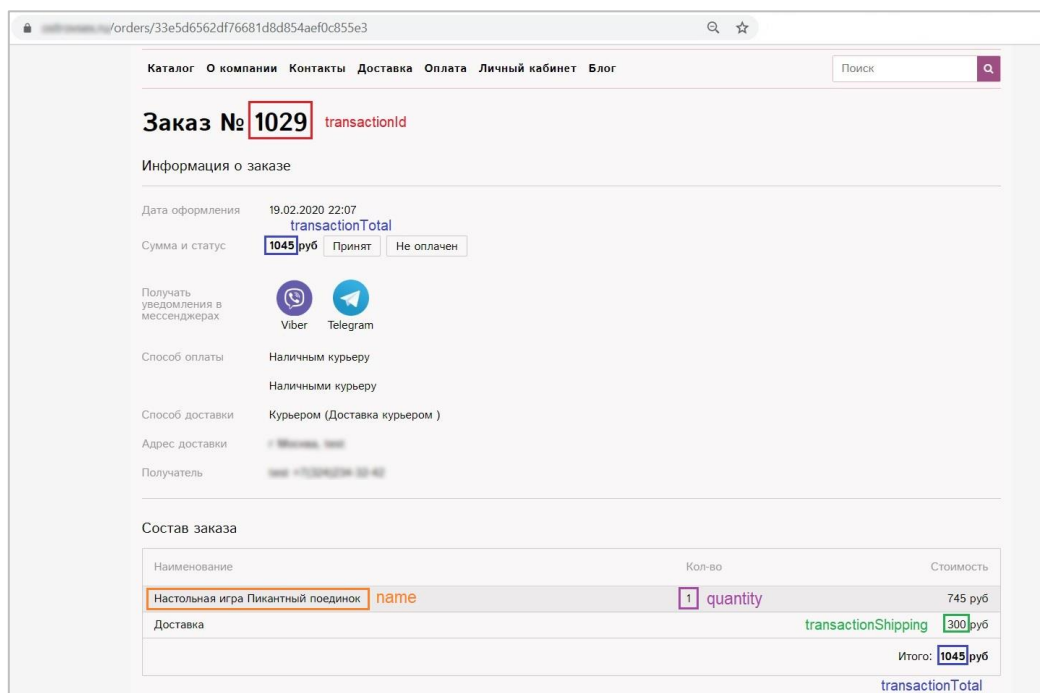 /orders/33e5d6562df76681d8d854aef0c855e3
Каталог О компании Контакты Доставка Оплата Личный кабинет Блог Поиск
Заказ № 1029 transactionId
Информация о заказе
Дата оформления 19.02.2020 22:07
transactionTotal
Сумма и статус 1045 руб Принят Не оплачен
Получать
уведомления в
мессенджерах
Viber Telegram
Способ оплаты Наличным курьеру
Наличными курьеру
Способ доставки Курьером (Доставка курьером )
Адрес доставки
Получатель
Состав заказа
Наименование Кол-во Стоимость
Настольная игра Пикантный поединок name 1 quantity 745 руб
Доставка transactionShipping 300 руб
Итого: 1045 руб
transactionTotal